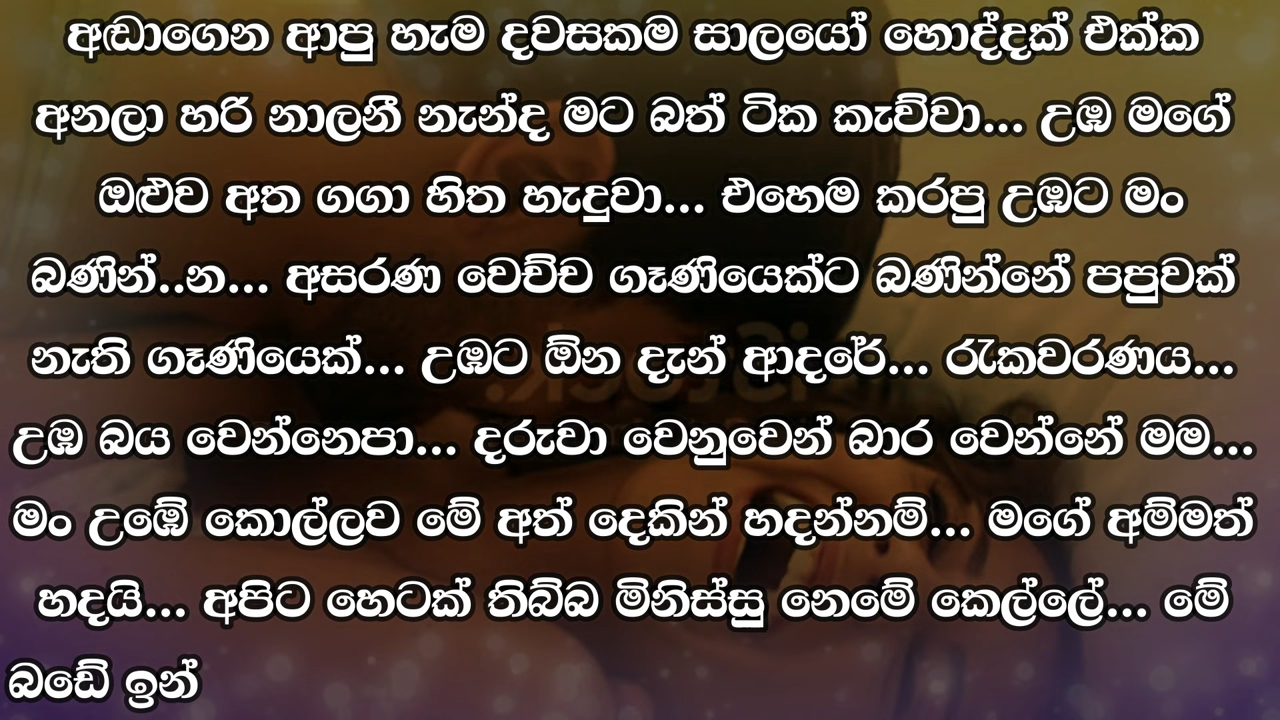 අඬාගෙන ආපු හැම දවසකම සාලයෝ හොද්දක් එක්ක
අනලා හරි නාලනී නැන්ද මට බත් ටික කැව්වා... උඹ මගේ
ඔළුව අත ගගා හිත හැදුවා... එහෙම කරපු උඹට මං
බණින්..න... අසරණ වෙච්ච ගෑණියෙක්ට බණින්නේ පපුවක්
නැති ගෑණියෙක්... උඹට ඕන දැන් ආදරේ... රැකවරණය...
උඹ බය වෙන්නෙපා... දරුවා වෙනුවෙන් බාර වෙන්නේ මම...
මං උඹේ කොල්ලව මේ අත් දෙකින් හදන්නම්... මගේ අම්මත්
හදයි... අපිට හෙටක් තිබ්බ මිනිස්සු නෙමේ කෙල්ලේ... මේ
බඩේ ඉන්